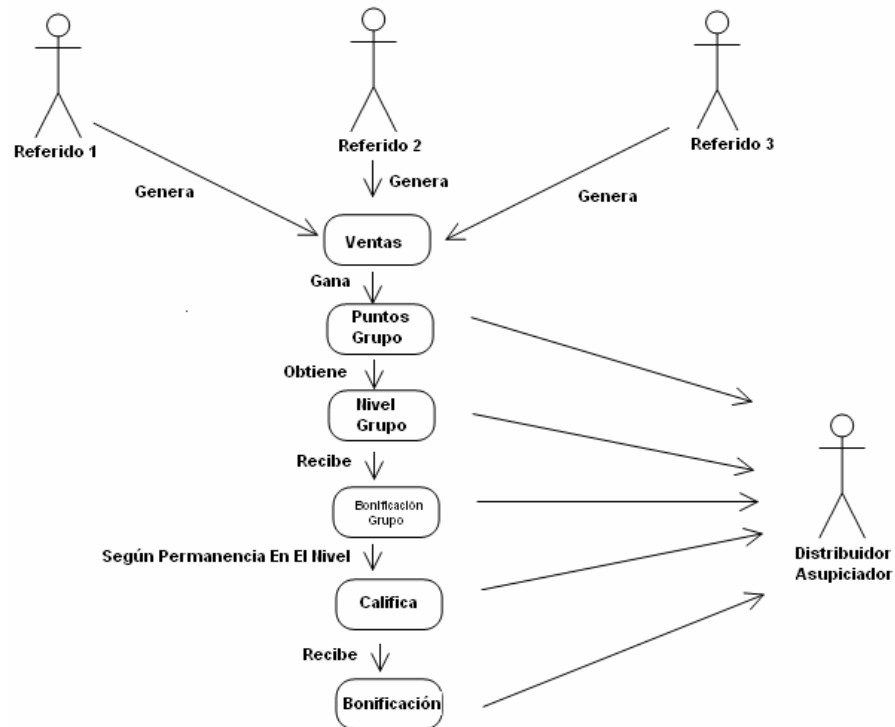 Referido 1
Referido 2
Referido 3
Genera
Genera
Genera
Ventas
Gana
Puntos
Grupo
Obtiene
Nivel
Grupo
Recibe
Bonificación
Grupo
Según Permanencia En El Nivel
Distribuidor
Asupiciador
Califica
Recibe
Bonificación